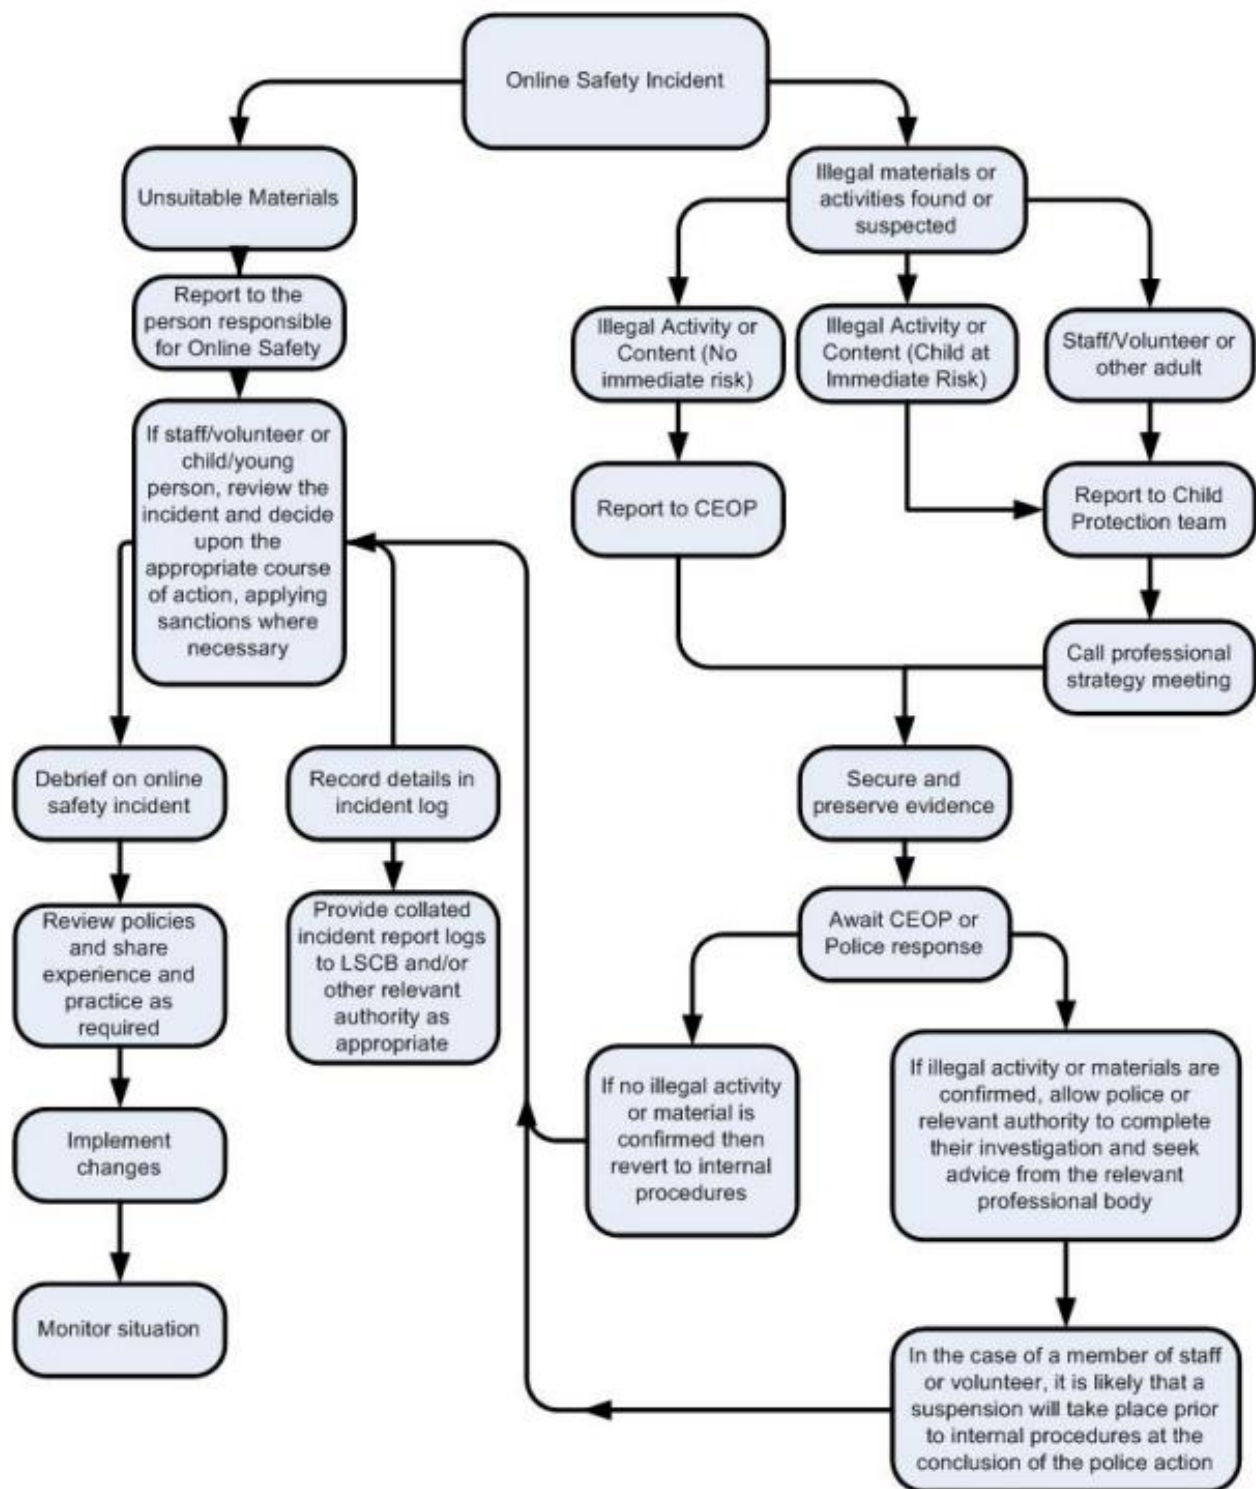 Online Safety Incident
Unsuitable Materials
Illegal materials or
activities found or
suspected
Report to the
person responsible
for Online Safety
Illegal Activity or
Content (No
immediate risk)
Illegal Activity or
Content (Child at
Immediate Risk)
Staff/Volunteer or
other adult
If staff/volunteer or
child/young
person, review the
incident and decide
upon the
appropriate course
of action, applying
sanctions where
necessary
Report to CEOP
Report to Child
Protection team
Call professional
strategy meeting
Debrief on online
safety incident
Record details in
incident log
Secure and
preserve evidence
Review policies
and share
experience and
practice as
required
Provide collated
incident report logs
to LSCB and/or
other relevant
authority as
appropriate
Await CEOP or
Police response
If no illegal activity
or material is
confirmed then
revert to internal
procedures
If illegal activity or materials are
confirmed, allow police or
relevant authority to complete
their investigation and seek
advice from the relevant
professional body
Implement
changes
Monitor situation
In the case of a member of staff
or volunteer, it is likely that a
suspension will take place prior
to internal procedures at the
conclusion of the police action